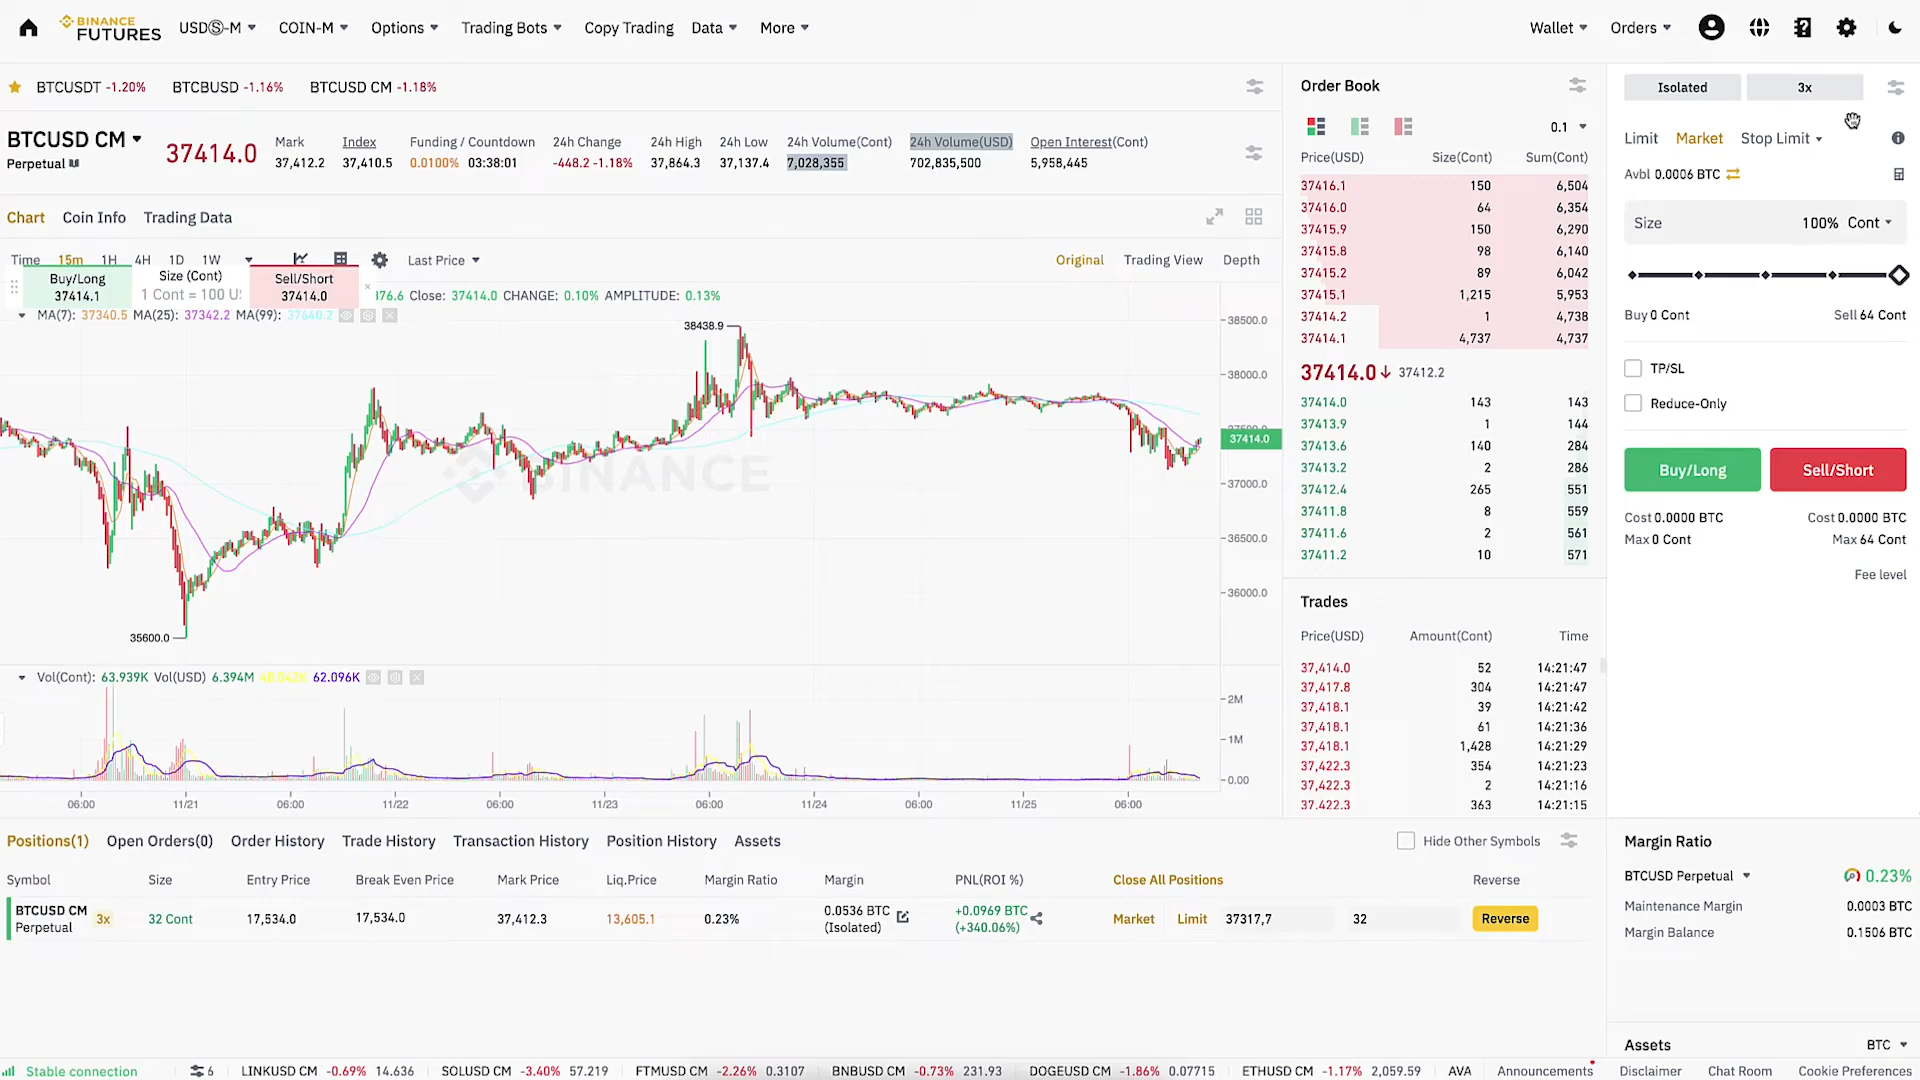 BINANCE FUTURES USDⓈ-M COIN-M Options Trading Bots Copy Trading Data More Wallet Orders
BTCUSDT -1.20% BTCBUSD -1.16% BTCUSD CM -1.18%
BTCUSD CM
Perpetual
37414.0
Mark Index Funding / Countdown 24h Change 24h High 24h Low 24h Volume(Cont) 24h Volume(USD) Open Interest(Cont)
37,412.2 37,410.5 0.0100% 03:38:01 -448.2 -1.18% 37,864.3 37,137.4 7,028,355 702,835,500 5,958,445
Chart Coin Info Trading Data
Time 15m 1H 4H 1D 1W Last Price Original Trading View Depth
Buy/Long 37414.1
Size (Cont)
1 Cont = 100 U
Sell/Short 37414.0
376.6 Close: 37414.0 CHANGE: 0.10% AMPLITUDE: 0.13%
MA(7): 37340.5 MA(25): 37342.2 MA(99): 37640.2
38438.9
35600.0
BINANCE
38500.0
38000.0
37414.0
37000.0
36500.0
36000.0
Vol(Cont): 63.939K Vol(USD) 6.394M 62.096K
2M
1M
0.00
06:00 11/21 06:00 11/22 06:00 11/23 06:00 11/24 06:00 11/25 06:00
Order Book
0.1
Price(USD) Size(Cont) Sum(Cont)
37416.1 150 6,504
37416.0 64 6,354
37415.9 150 6,290
37415.8 98 6,140
37415.2 89 6,042
37415.1 1,215 5,953
37414.2 1 4,738
37414.1 4,737 4,737
37414.0↓ 37412.2
37414.0 143 143
37413.9 1 144
37413.6 140 284
37413.2 2 286
37412.4 265 551
37411.8 8 559
37411.6 2 561
37411.2 10 571
Trades
Price(USD) Amount(Cont) Time
37,414.0 52 14:21:47
37,417.8 304 14:21:47
37,418.1 39 14:21:42
37,418.1 61 14:21:36
37,418.1 1,428 14:21:29
37,422.3 354 14:21:23
37,422.3 2 14:21:16
37,422.3 363 14:21:15
Isolated 3x
Limit Market Stop Limit
Avbl 0.0006 BTC
Size 100% Cont
Buy 0 Cont Sell 64 Cont
TP/SL
Reduce-Only
Buy/Long Sell/Short
Cost 0.0000 BTC Cost 0.0000 BTC
Max 0 Cont Max 64 Cont
Fee level
Positions(1) Open Orders(0) Order History Trade History Transaction History Position History Assets Hide Other Symbols
Symbol Size Entry Price Break Even Price Mark Price Liq.Price Margin Ratio Margin PNL(ROI %) Close All Positions Reverse
BTCUSD CM Perpetual 3x 32 Cont 17,534.0 17,534.0 37,412.3 13,605.1 0.23% 0.0536 BTC (Isolated) +0.0969 BTC (+340.06%) Market Limit 37317,7 32 Reverse
Margin Ratio
BTCUSD Perpetual 0.23%
Maintenance Margin 0.0003 BTC
Margin Balance 0.1506 BTC
Assets BTC
Stable connection 6 LINKUSD CM -0.69% 14.636 SOLUSD CM -3.40% 57.219 FTMUSD CM -2.26% 0.3107 BNBUSD CM -0.73% 231.93 DOGEUSD CM -1.86% 0.07715 ETHUSD CM -1.17% 2,059.59 AVA Announcements Disclaimer Chat Room Cookie Preferences